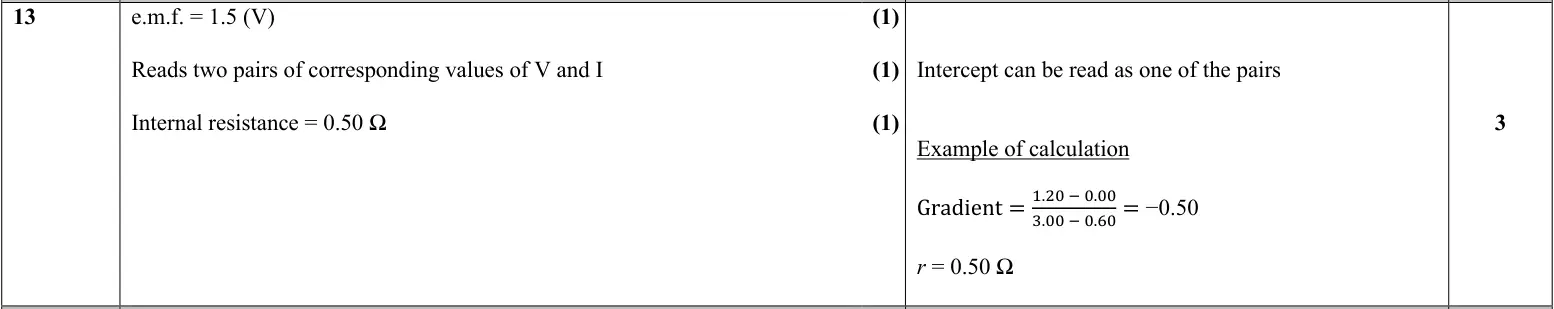 13 e.m.f. = 1.5 (V) (1)
Reads two pairs of corresponding values of V and I (1) Intercept can be read as one of the pairs
Internal resistance = 0.50 Ω (1) 3
Example of calculation
Gradient = (1.20 − 0.00)/(3.00 − 0.60) = −0.50
r = 0.50 Ω